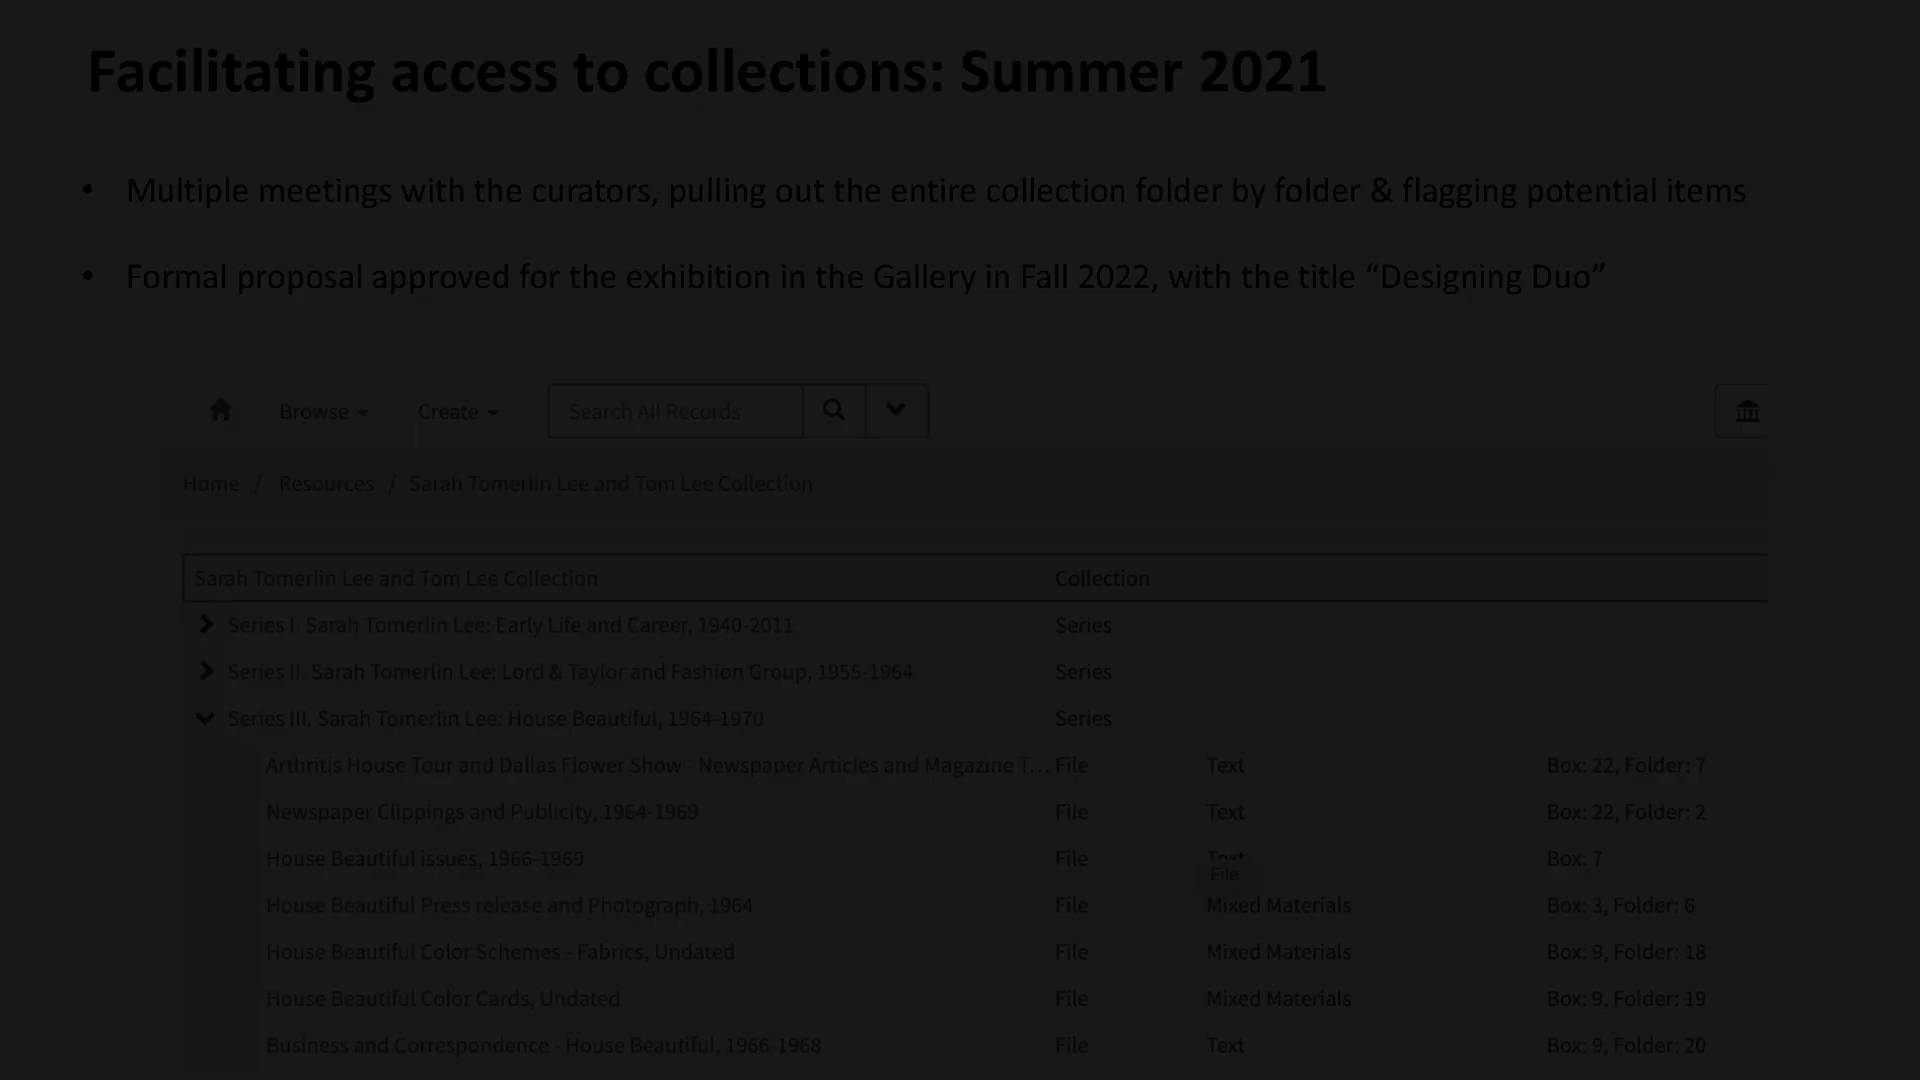 Facilitating access to collections: Summer 2021
• Multiple meetings with the curators, pulling out the entire collection folder by folder & flagging potential items
• Formal proposal approved for the exhibition in the Gallery in Fall 2022, with the title “Designing Duo”
Browse Create Search All Records
Home / Resources / Sarah Tomerlin Lee and Tom Lee Collection
Sarah Tomerlin Lee and Tom Lee Collection Collection
Series I. Sarah Tomerlin Lee: Early Life and Career, 1940-2011 Series
Series II. Sarah Tomerlin Lee: Lord & Taylor and Fashion Group, 1955-1964 Series
Series III. Sarah Tomerlin Lee: House Beautiful, 1964-1970 Series
Arthritis House Tour and Dallas Flower Show - Newspaper Articles and Magazine T... File Text Box: 22, Folder: 7
Newspaper Clippings and Publicity, 1964-1969 File Text Box: 22, Folder: 2
House Beautiful issues, 1966-1969 File Text Box: 7
File
House Beautiful Press release and Photograph, 1964 File Mixed Materials Box: 3, Folder: 6
House Beautiful Color Schemes - Fabrics, Undated File Mixed Materials Box: 9, Folder: 18
House Beautiful Color Cards, Undated File Mixed Materials Box: 9, Folder: 19
Business and Correspondence - House Beautiful, 1966-1968 File Text Box: 9, Folder: 20